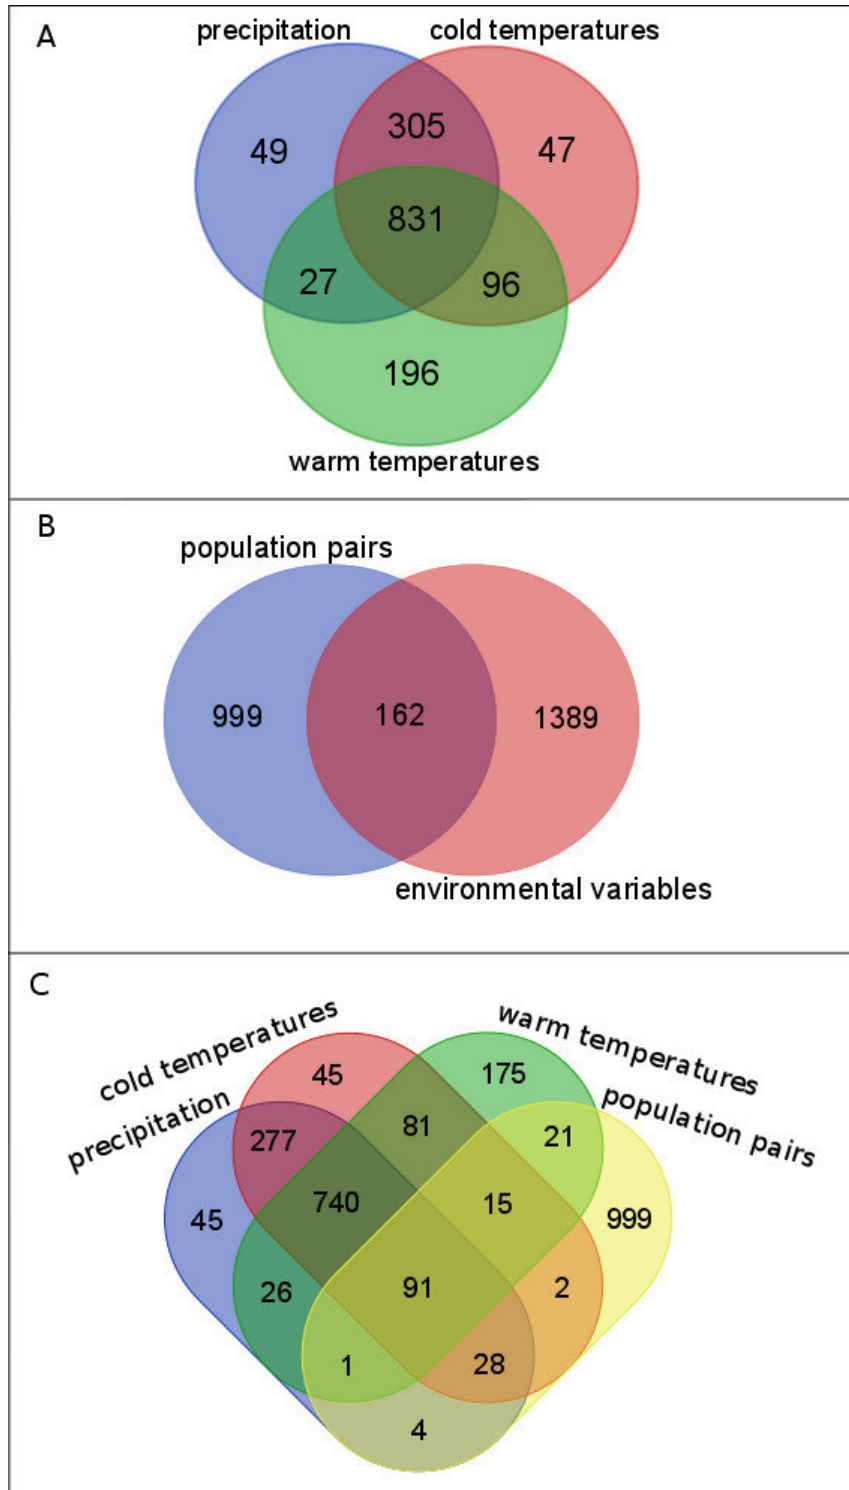 A
precipitation
cold temperatures
305
49
47
831
27
96
196
warm temperatures
B
population pairs
999
162
1389
environmental variables
C
cold temperatures
warm temperatures
precipitation
population pairs
45
175
277
81
21
740
15
45
999
26
91
2
1
28
4